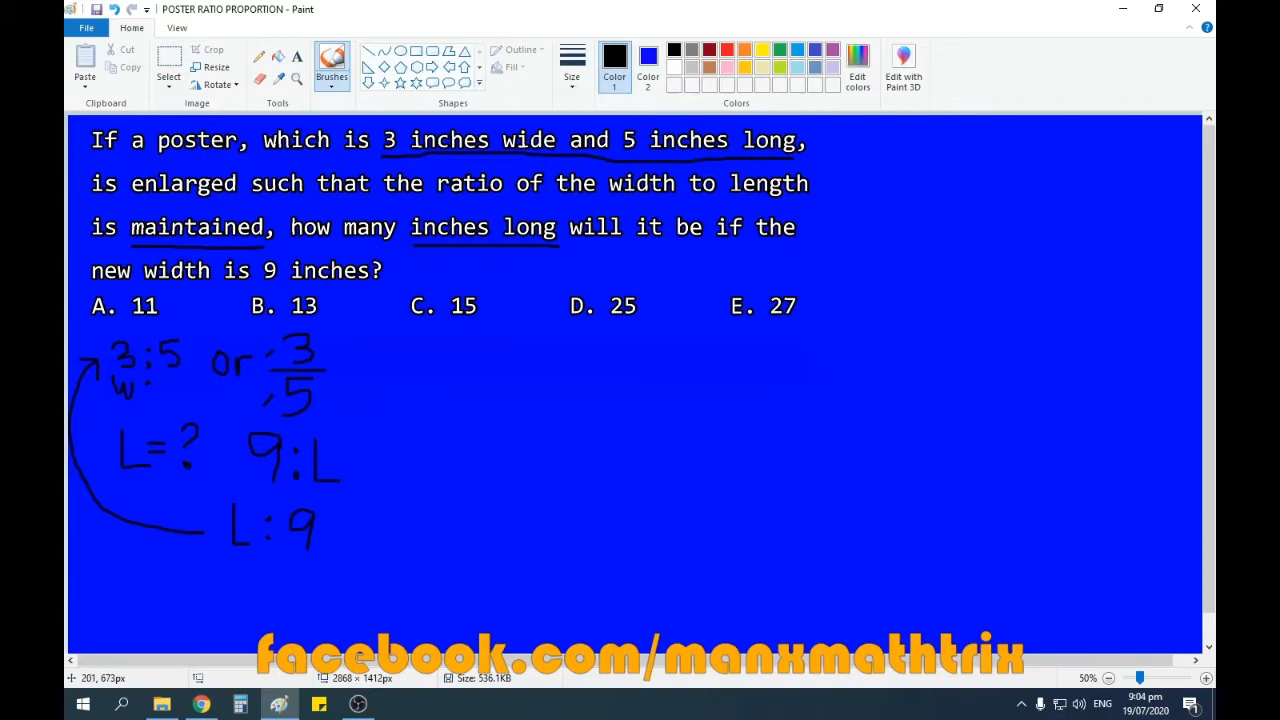 POSTER RATIO PROPORTION - Paint
File Home View
Paste Cut Copy Select Crop Resize Rotate Brushes Outline Fill Size Color 1 Color 2 Edit colors Edit with Paint 3D
Clipboard Image Tools Shapes Colors
If a poster, which is 3 inches wide and 5 inches long,
is enlarged such that the ratio of the width to length
is maintained, how many inches long will it be if the
new width is 9 inches?
A. 11 B. 13 C. 15 D. 25 E. 27
3:5 or 3
W: 5
L=? 9:L
L:9
facebook.com/manxmathtrix
201, 673px 2868 × 1412px Size: 536.1KB 50%
ENG 9:04 pm
19/07/2020